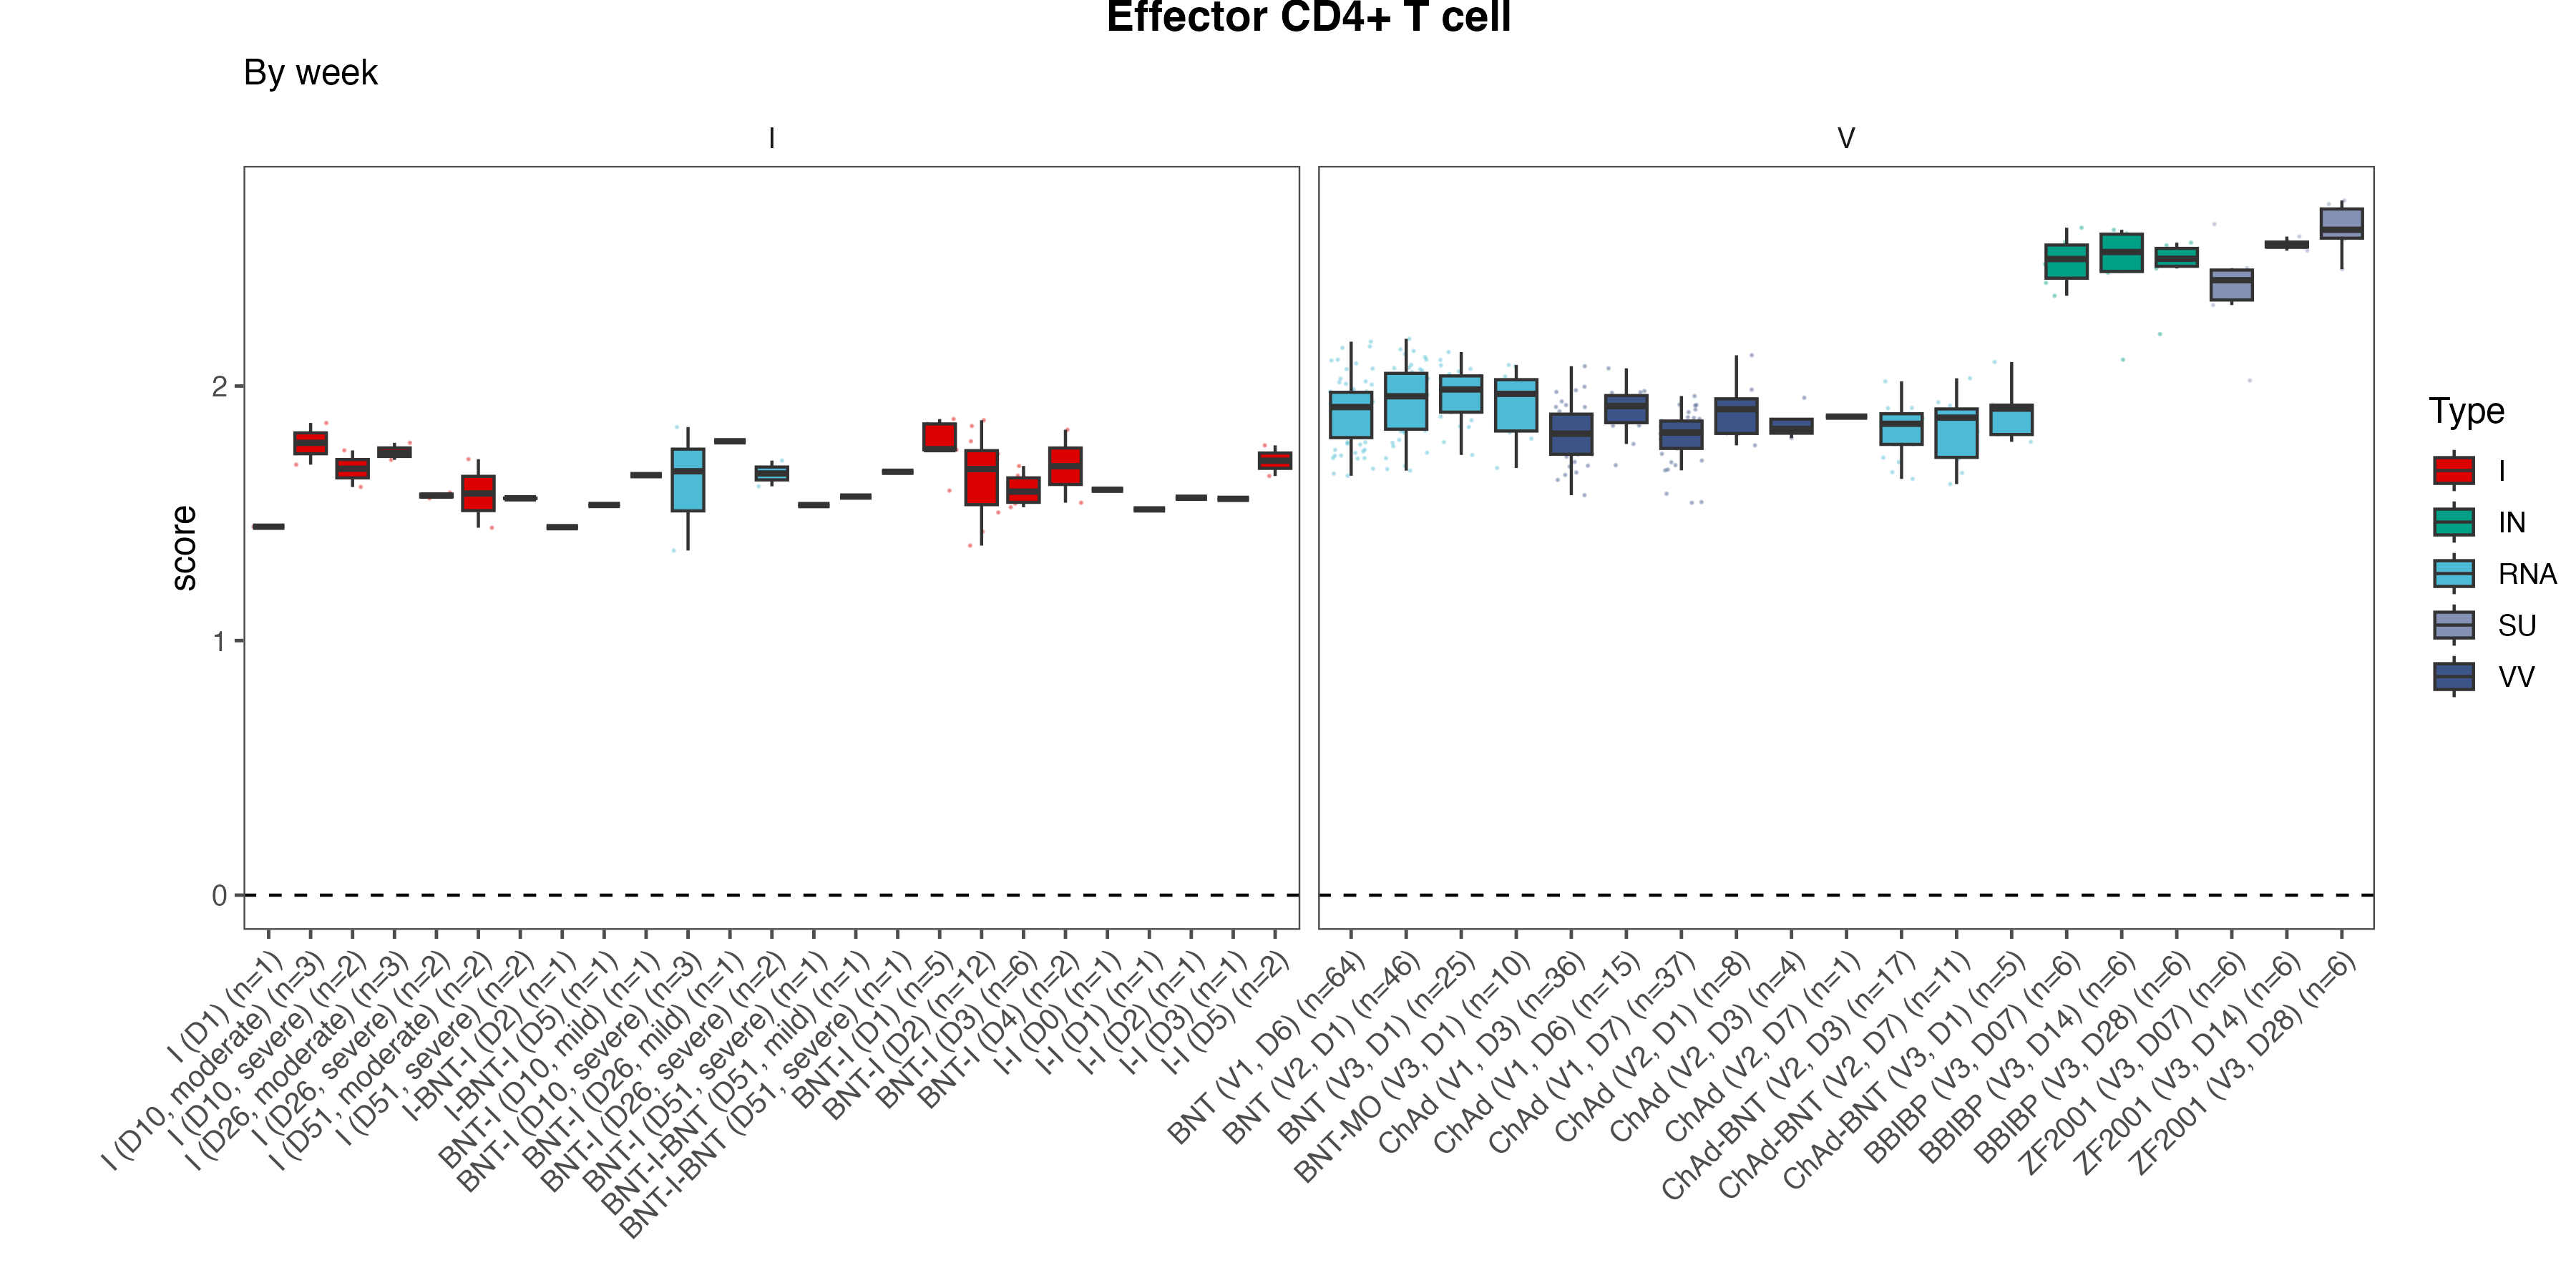 Effector CD4+ T cell
By week
I
V
score
2
1
0
I (D1) (n=1)
I (D10, moderate) (n=3)
I (D10, severe) (n=2)
I (D26, moderate) (n=3)
I (D26, severe) (n=2)
I (D51, moderate) (n=2)
I (D51, severe) (n=2)
I-BNT-I (D2) (n=1)
I-BNT-I (D5) (n=1)
BNT-I (D10, mild) (n=1)
BNT-I (D10, severe) (n=3)
BNT-I (D26, mild) (n=1)
BNT-I (D26, severe) (n=2)
BNT-I (D51, severe) (n=1)
BNT-I-BNT (D51, mild) (n=1)
BNT-I-BNT (D51, severe) (n=1)
BNT-I (D1) (n=5)
BNT-I (D2) (n=12)
BNT-I (D3) (n=6)
BNT-I (D4) (n=2)
I-I (D0) (n=1)
I-I (D1) (n=1)
I-I (D2) (n=1)
I-I (D3) (n=1)
I-I (D5) (n=2)
BNT (V1, D6) (n=64)
BNT (V2, D1) (n=46)
BNT (V3, D1) (n=25)
BNT-MO (V3, D1) (n=10)
ChAd (V1, D3) (n=36)
ChAd (V1, D6) (n=15)
ChAd (V1, D7) (n=37)
ChAd (V2, D1) (n=8)
ChAd (V2, D3) (n=4)
ChAd (V2, D7) (n=1)
ChAd-BNT (V2, D3) (n=17)
ChAd-BNT (V2, D7) (n=11)
ChAd-BNT (V3, D1) (n=5)
BBIBP (V3, D07) (n=6)
BBIBP (V3, D14) (n=6)
BBIBP (V3, D28) (n=6)
ZF2001 (V3, D07) (n=6)
ZF2001 (V3, D14) (n=6)
ZF2001 (V3, D28) (n=6)
Type
I
IN
RNA
SU
VV